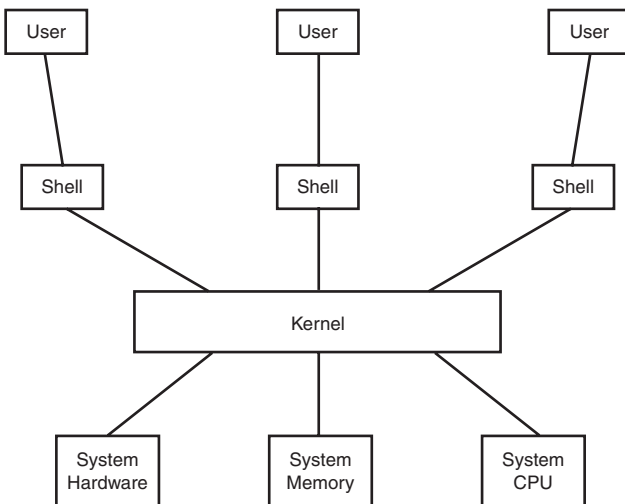 User
User
User
Shell
Shell
Shell
Kernel
System
Hardware
System
Memory
System
CPU